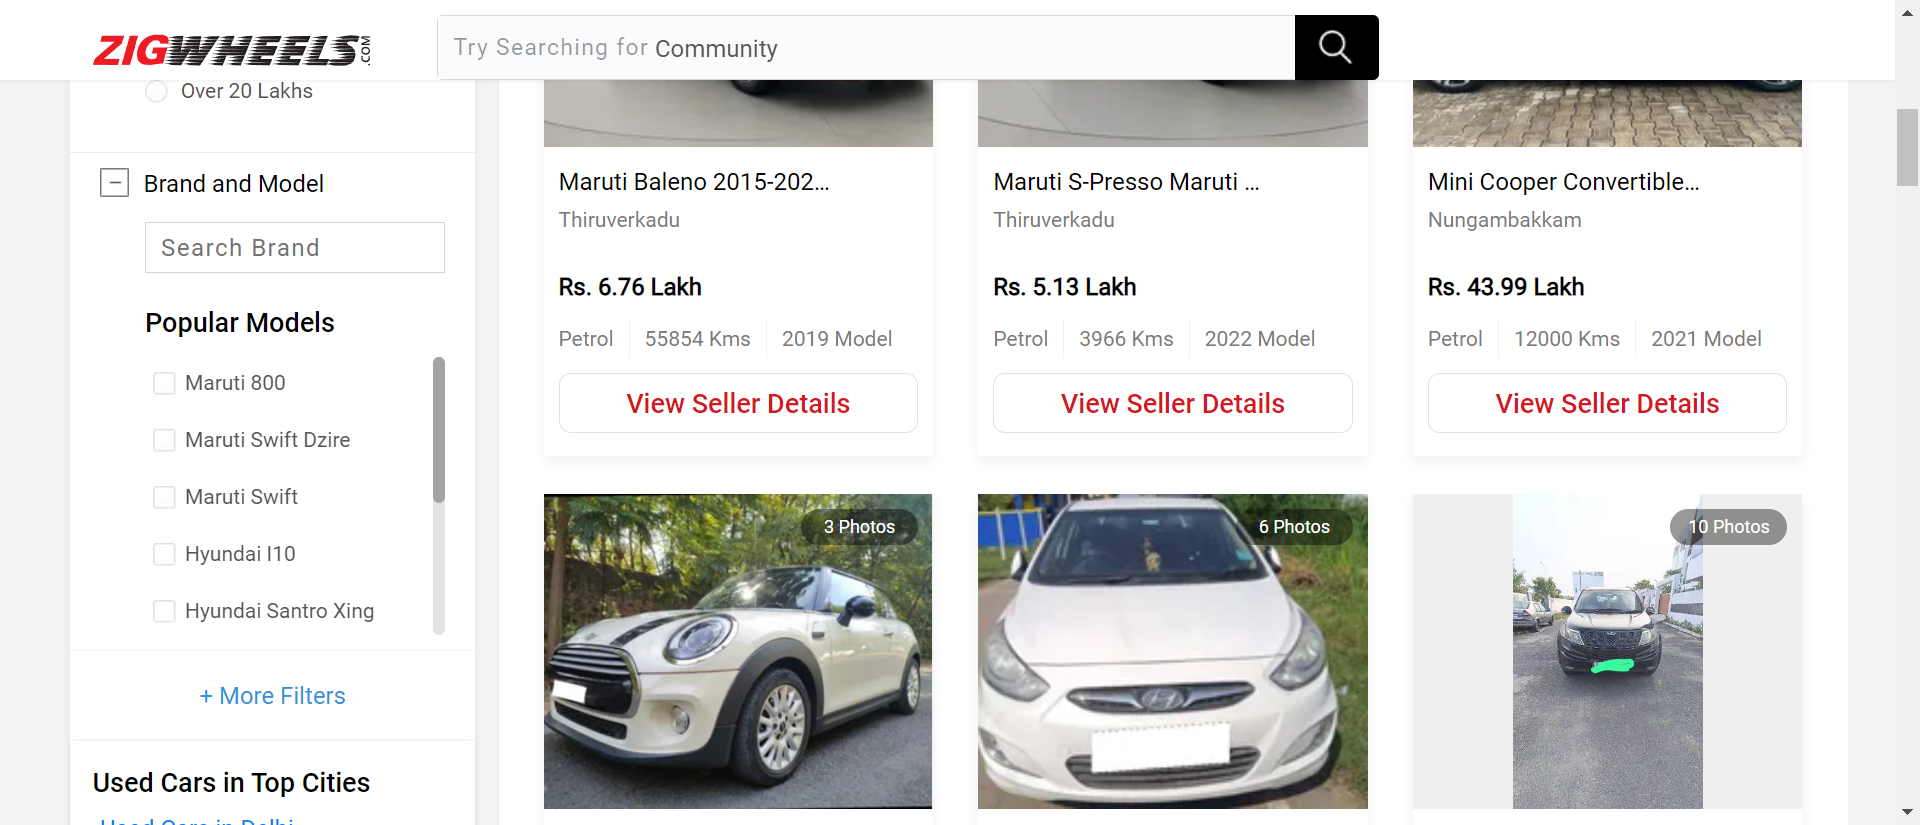 ZIGWHEELS.COM
Try Searching for Community
Over 20 Lakhs
Brand and Model
Search Brand
Popular Models
Maruti 800
Maruti Swift Dzire
Maruti Swift
Hyundai I10
Hyundai Santro Xing
+ More Filters
Used Cars in Top Cities
Used Cars in Delhi
Maruti Baleno 2015-202...
Thiruverkadu
Rs. 6.76 Lakh
Petrol 55854 Kms 2019 Model
View Seller Details
Maruti S-Presso Maruti ...
Thiruverkadu
Rs. 5.13 Lakh
Petrol 3966 Kms 2022 Model
View Seller Details
Mini Cooper Convertible...
Nungambakkam
Rs. 43.99 Lakh
Petrol 12000 Kms 2021 Model
View Seller Details
3 Photos
6 Photos
10 Photos